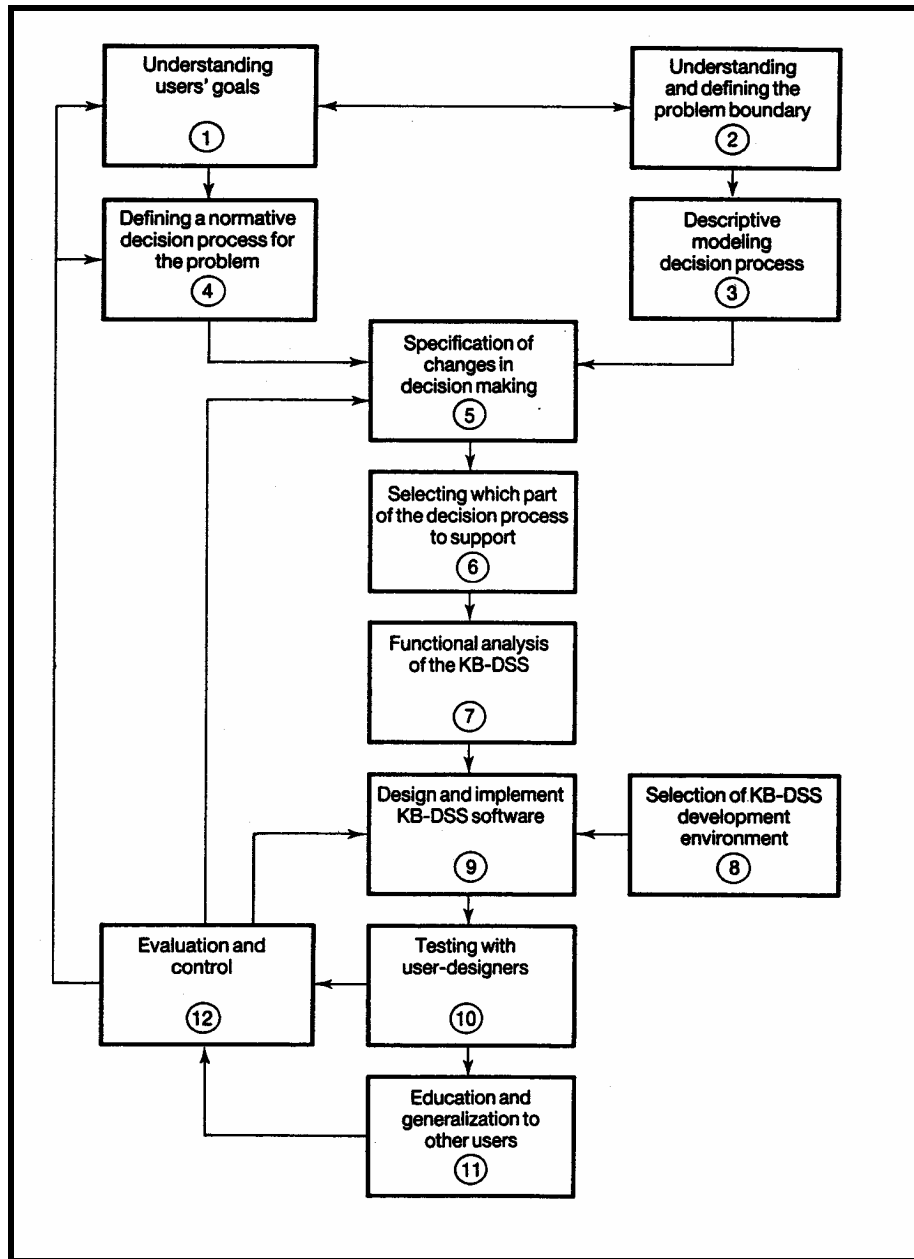 Understanding
users' goals
1
Understanding
and defining the
problem boundary
2
Defining a normative
decision process for
the problem
4
Descriptive
modeling
decision process
3
Specification of
changes in
decision making
5
Selecting which part
of the decision process
to support
6
Functional analysis
of the KB-DSS
7
Design and implement
KB-DSS software
9
Selection of KB-DSS
development
environment
8
Evaluation and
control
12
Testing with
user-designers
10
Education and
generalization to
other users
11